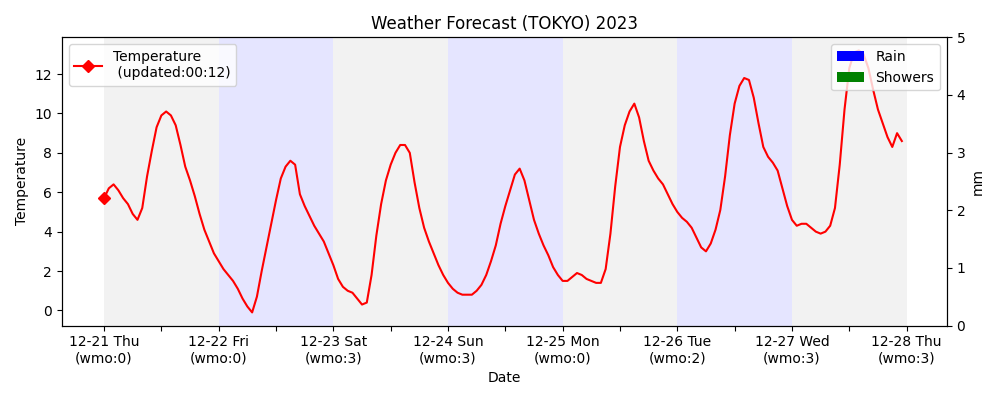 Weather Forecast (TOKYO) 2023
Temperature
(updated:00:12)
Rain
Showers
Temperature
12
10
8
6
4
2
0
5
4
3
2
1
0
mm
12-21 Thu
(wmo:0)
12-22 Fri
(wmo:0)
12-23 Sat
(wmo:3)
12-24 Sun
(wmo:3)
12-25 Mon
(wmo:0)
12-26 Tue
(wmo:2)
12-27 Wed
(wmo:3)
12-28 Thu
(wmo:3)
Date